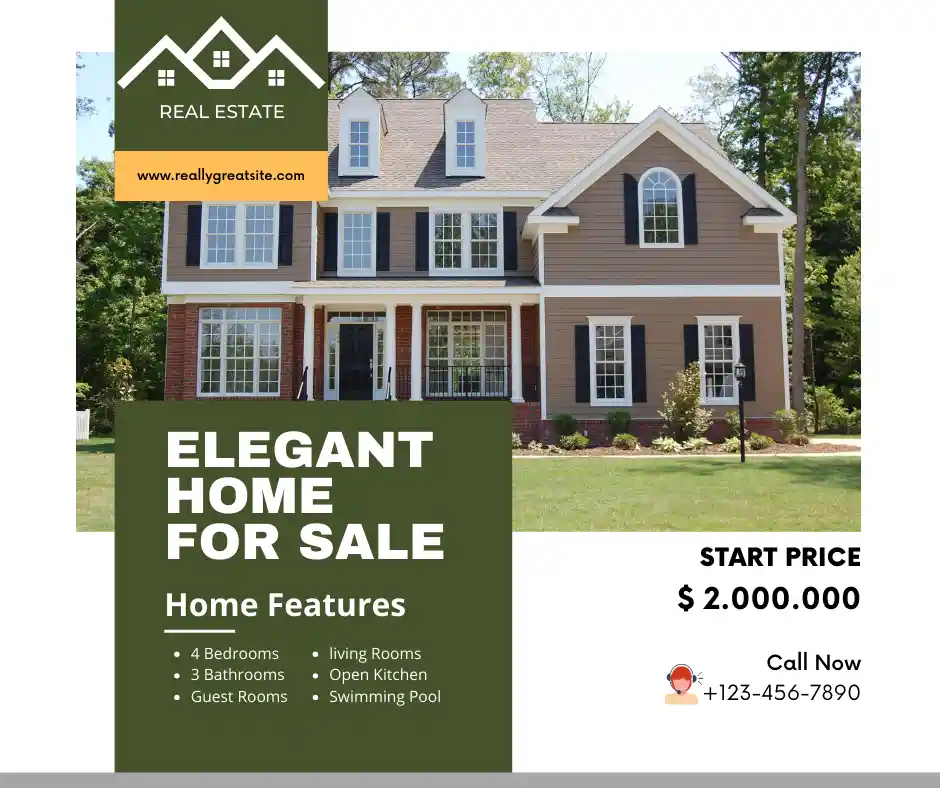 REAL ESTATE
www.reallygreatsite.com
ELEGANT
HOME
FOR SALE
Home Features
• 4 Bedrooms
• 3 Bathrooms
• Guest Rooms
• living Rooms
• Open Kitchen
• Swimming Pool
START PRICE
$ 2.000.000
Call Now
+123-456-7890